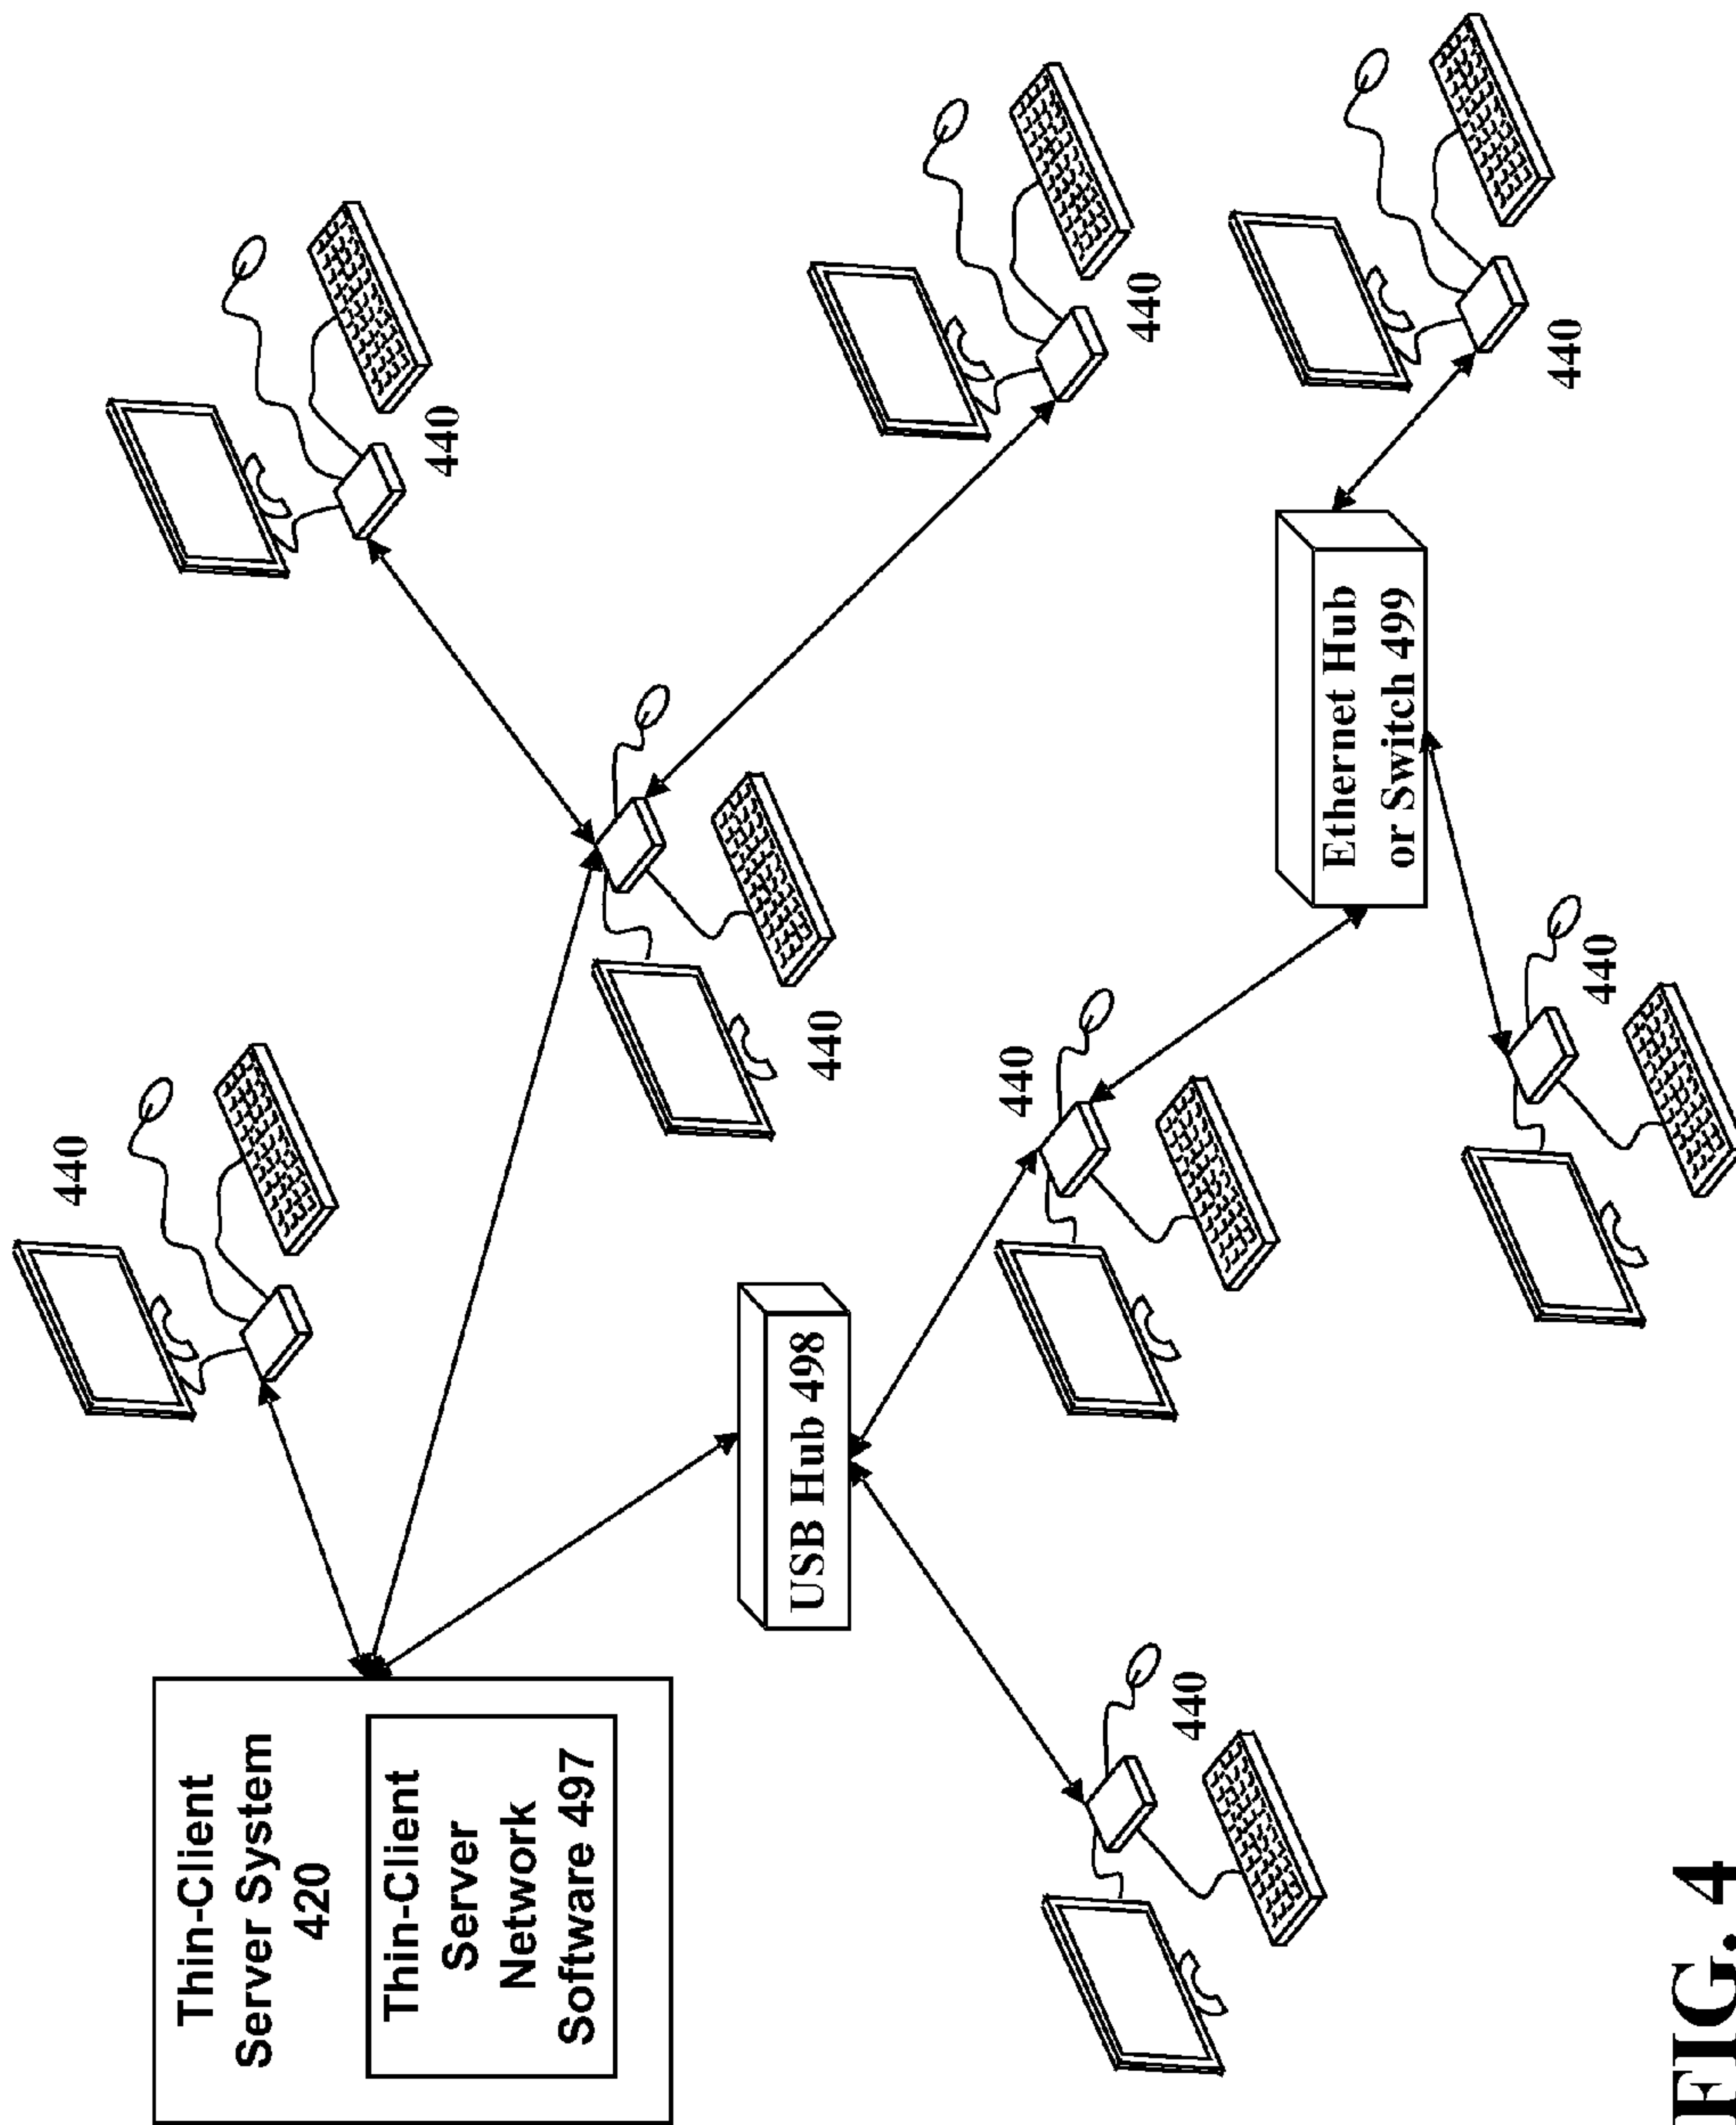 440
Thin-Client
Server System
420
Thin-Client
Server
Network
Software 497
440
440
USB Hub 498
440
440
440
Ethernet Hub
or Switch 499
440
440
FIG. 4